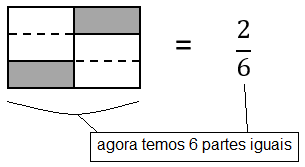 = 2/6
agora temos 6 partes iguais